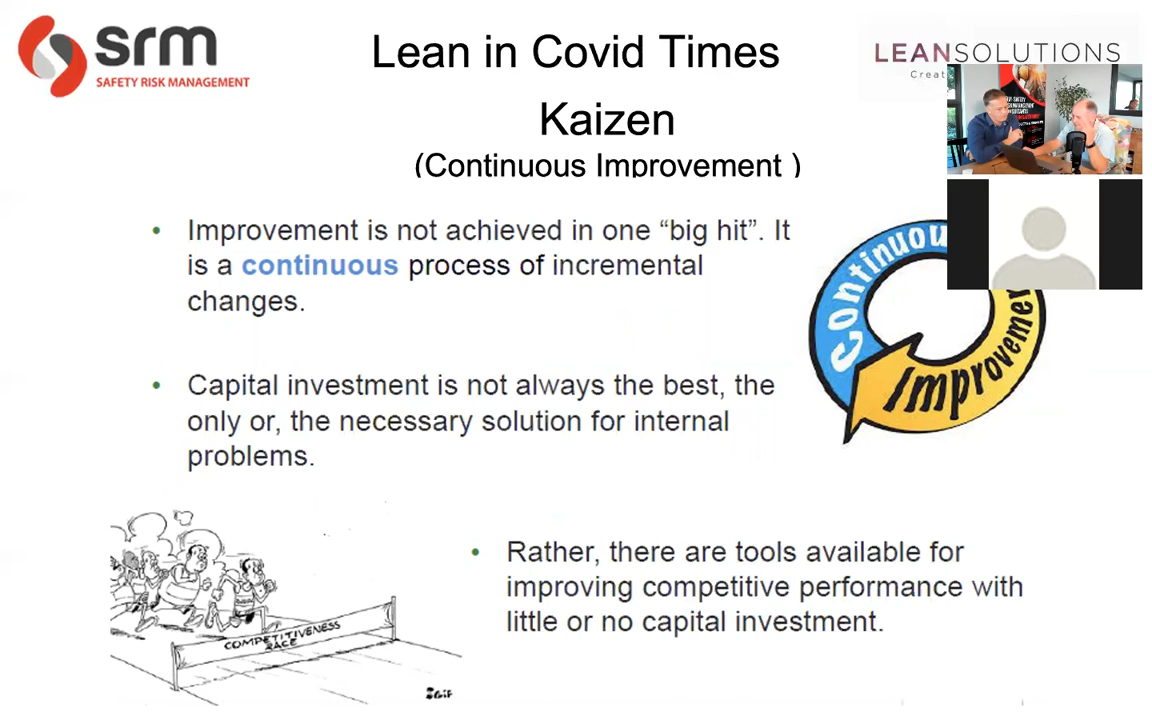 srm
SAFETY RISK MANAGEMENT
Lean in Covid Times
LEANSOLUTIONS
Creat
Kaizen
(Continuous Improvement )
• Improvement is not achieved in one “big hit”. It
is a continuous process of incremental
changes.
Continuou
Improvemen
• Capital investment is not always the best, the
only or, the necessary solution for internal
problems.
COMPETITIVENESS
RACE
• Rather, there are tools available for
improving competitive performance with
little or no capital investment.